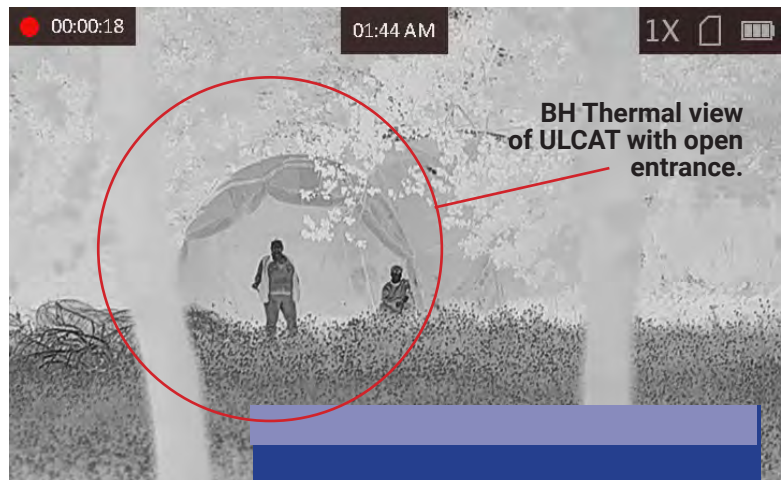 00:00:18
01:44 AM
1X
BH Thermal view
of ULCAT with open
entrance.